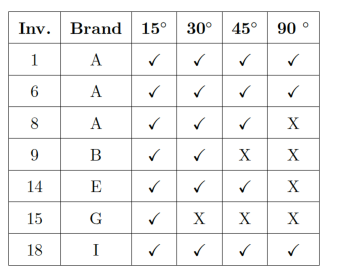 Inv. Brand 15° 30° 45° 90 °
1 A ✓ ✓ ✓ ✓
6 A ✓ ✓ ✓ ✓
8 A ✓ ✓ ✓ X
9 B ✓ ✓ X X
14 E ✓ ✓ ✓ X
15 G ✓ X X X
18 I ✓ ✓ ✓ ✓